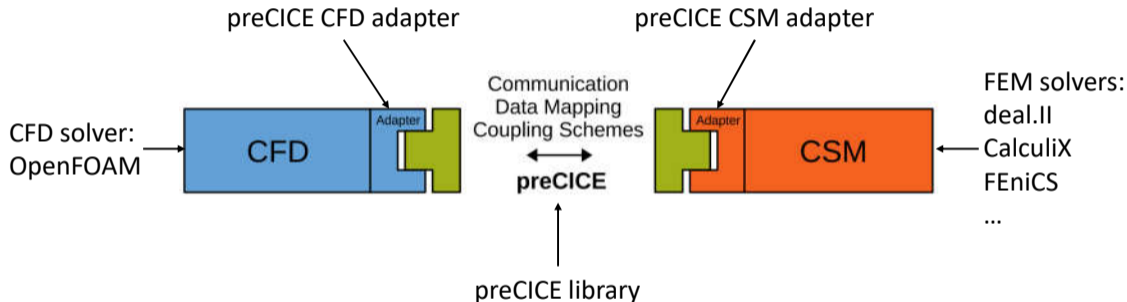 preCICE CFD adapter
preCICE CSM adapter
CFD solver:
OpenFOAM
CFD
Adapter
Communication
Data Mapping
Coupling Schemes
preCICE
preCICE library
Adapter
CSM
FEM solvers:
deal.II
CalculiX
FEniCS
...